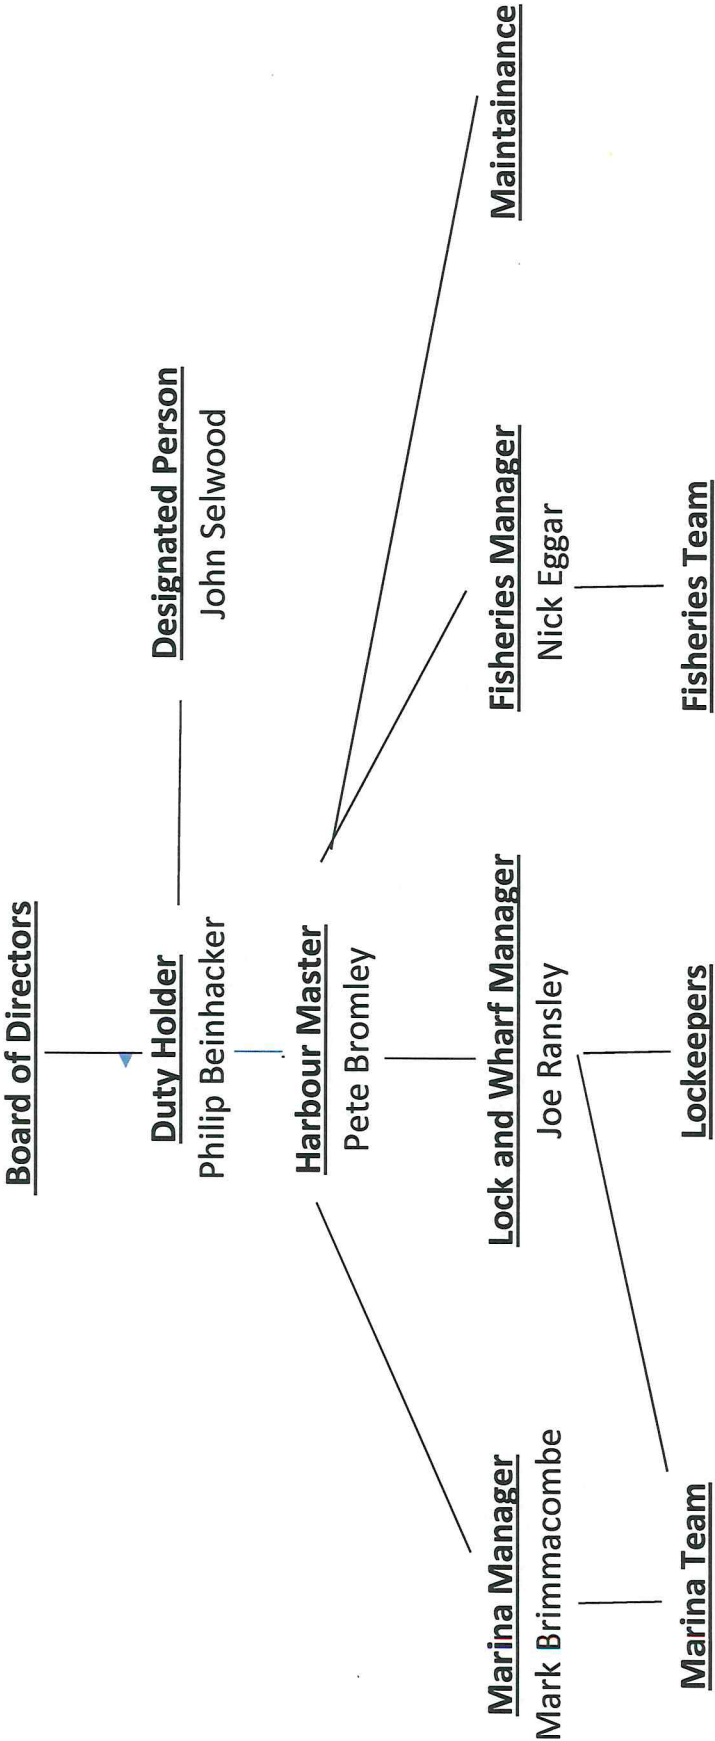 Board of Directors
Duty Holder
Philip Beinhacker
Designated Person
John Selwood
Harbour Master
Pete Bromley
Marina Manager
Mark Brimmacombe
Lock and Wharf Manager
Joe Ransley
Fisheries Manager
Nick Eggar
Maintainance
Marina Team
Lockeepers
Fisheries Team